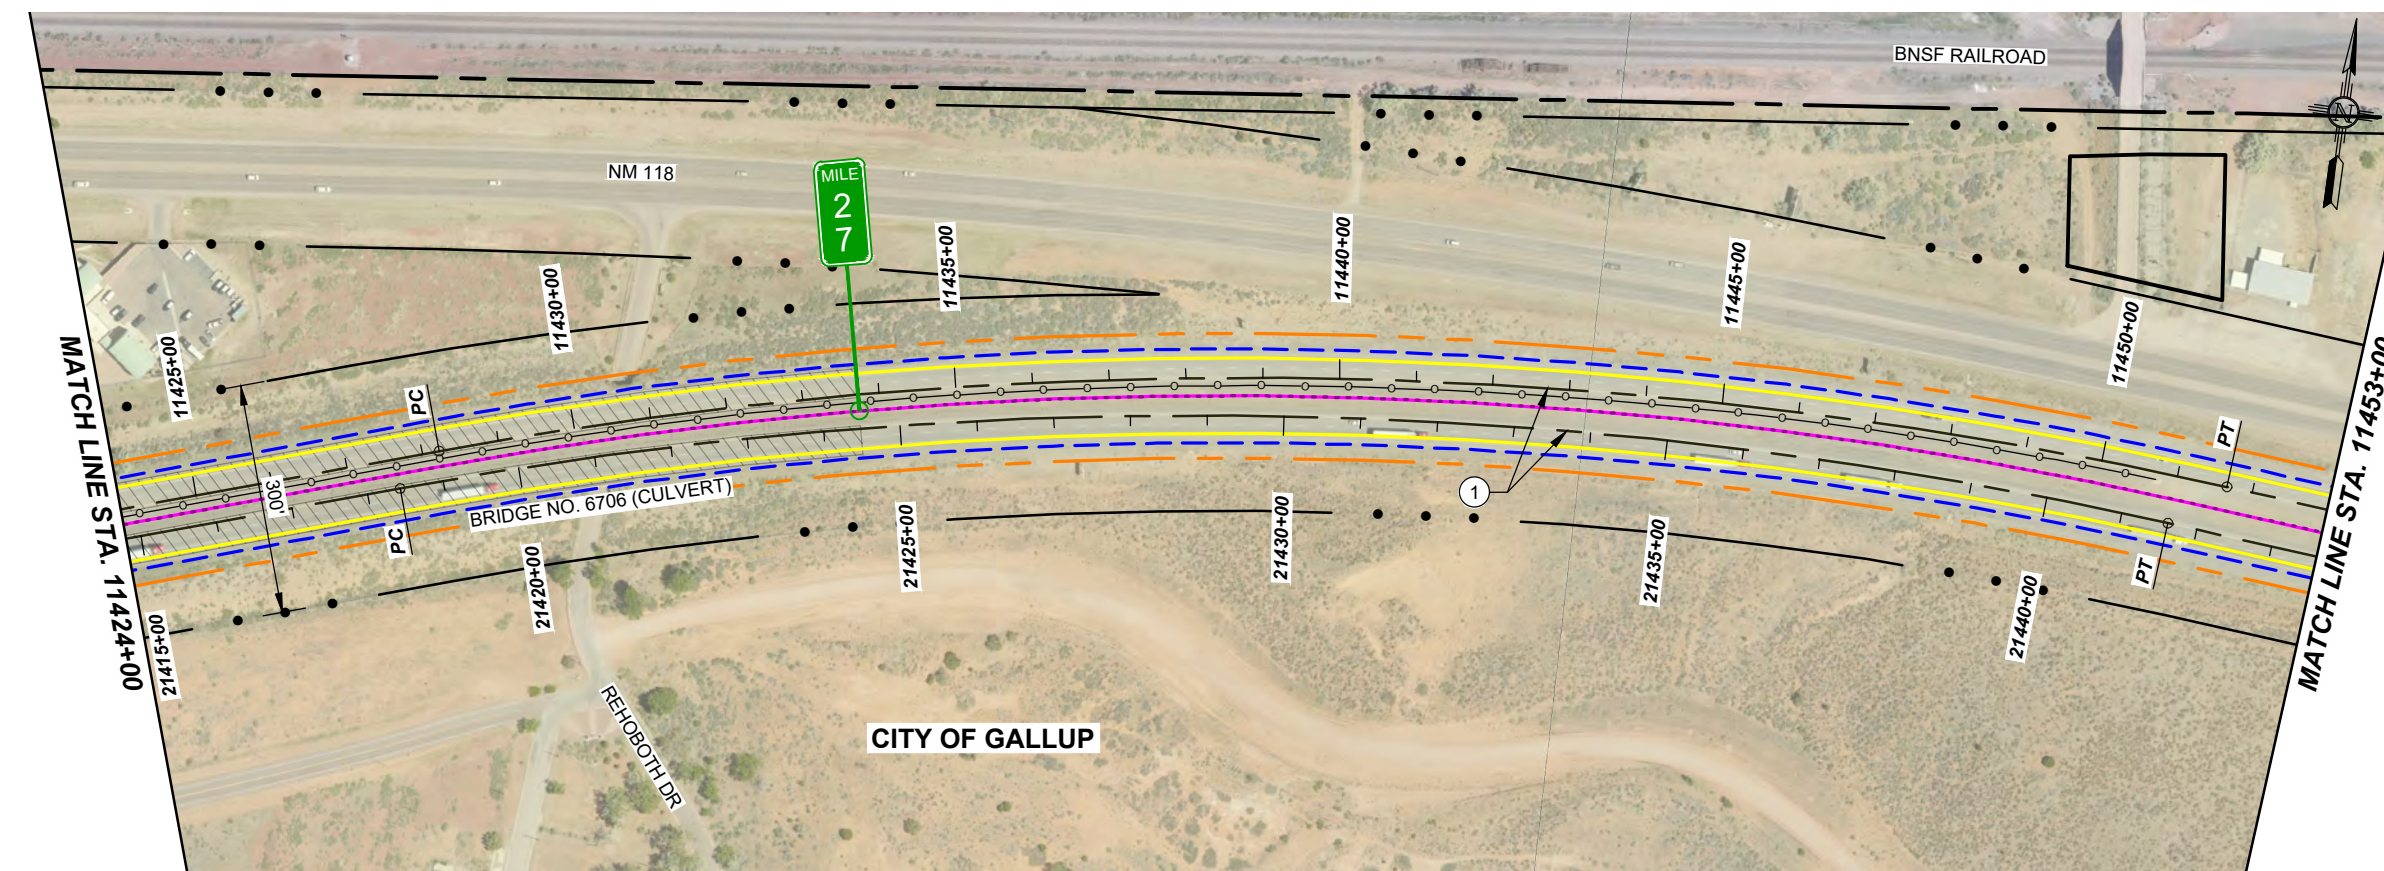 BNSF RAILROAD
N
NM 118
MILE
2
7
11425+00
11430+00
11435+00
11440+00
11445+00
11450+00
MATCH LINE STA. 11424+00
MATCH LINE STA. 11453+00
PC
PT
300'
1
PC
BRIDGE NO. 6706 (CULVERT)
PT
21415+00
21420+00
21425+00
21430+00
21435+00
21440+00
REHOBOTH DR
CITY OF GALLUP